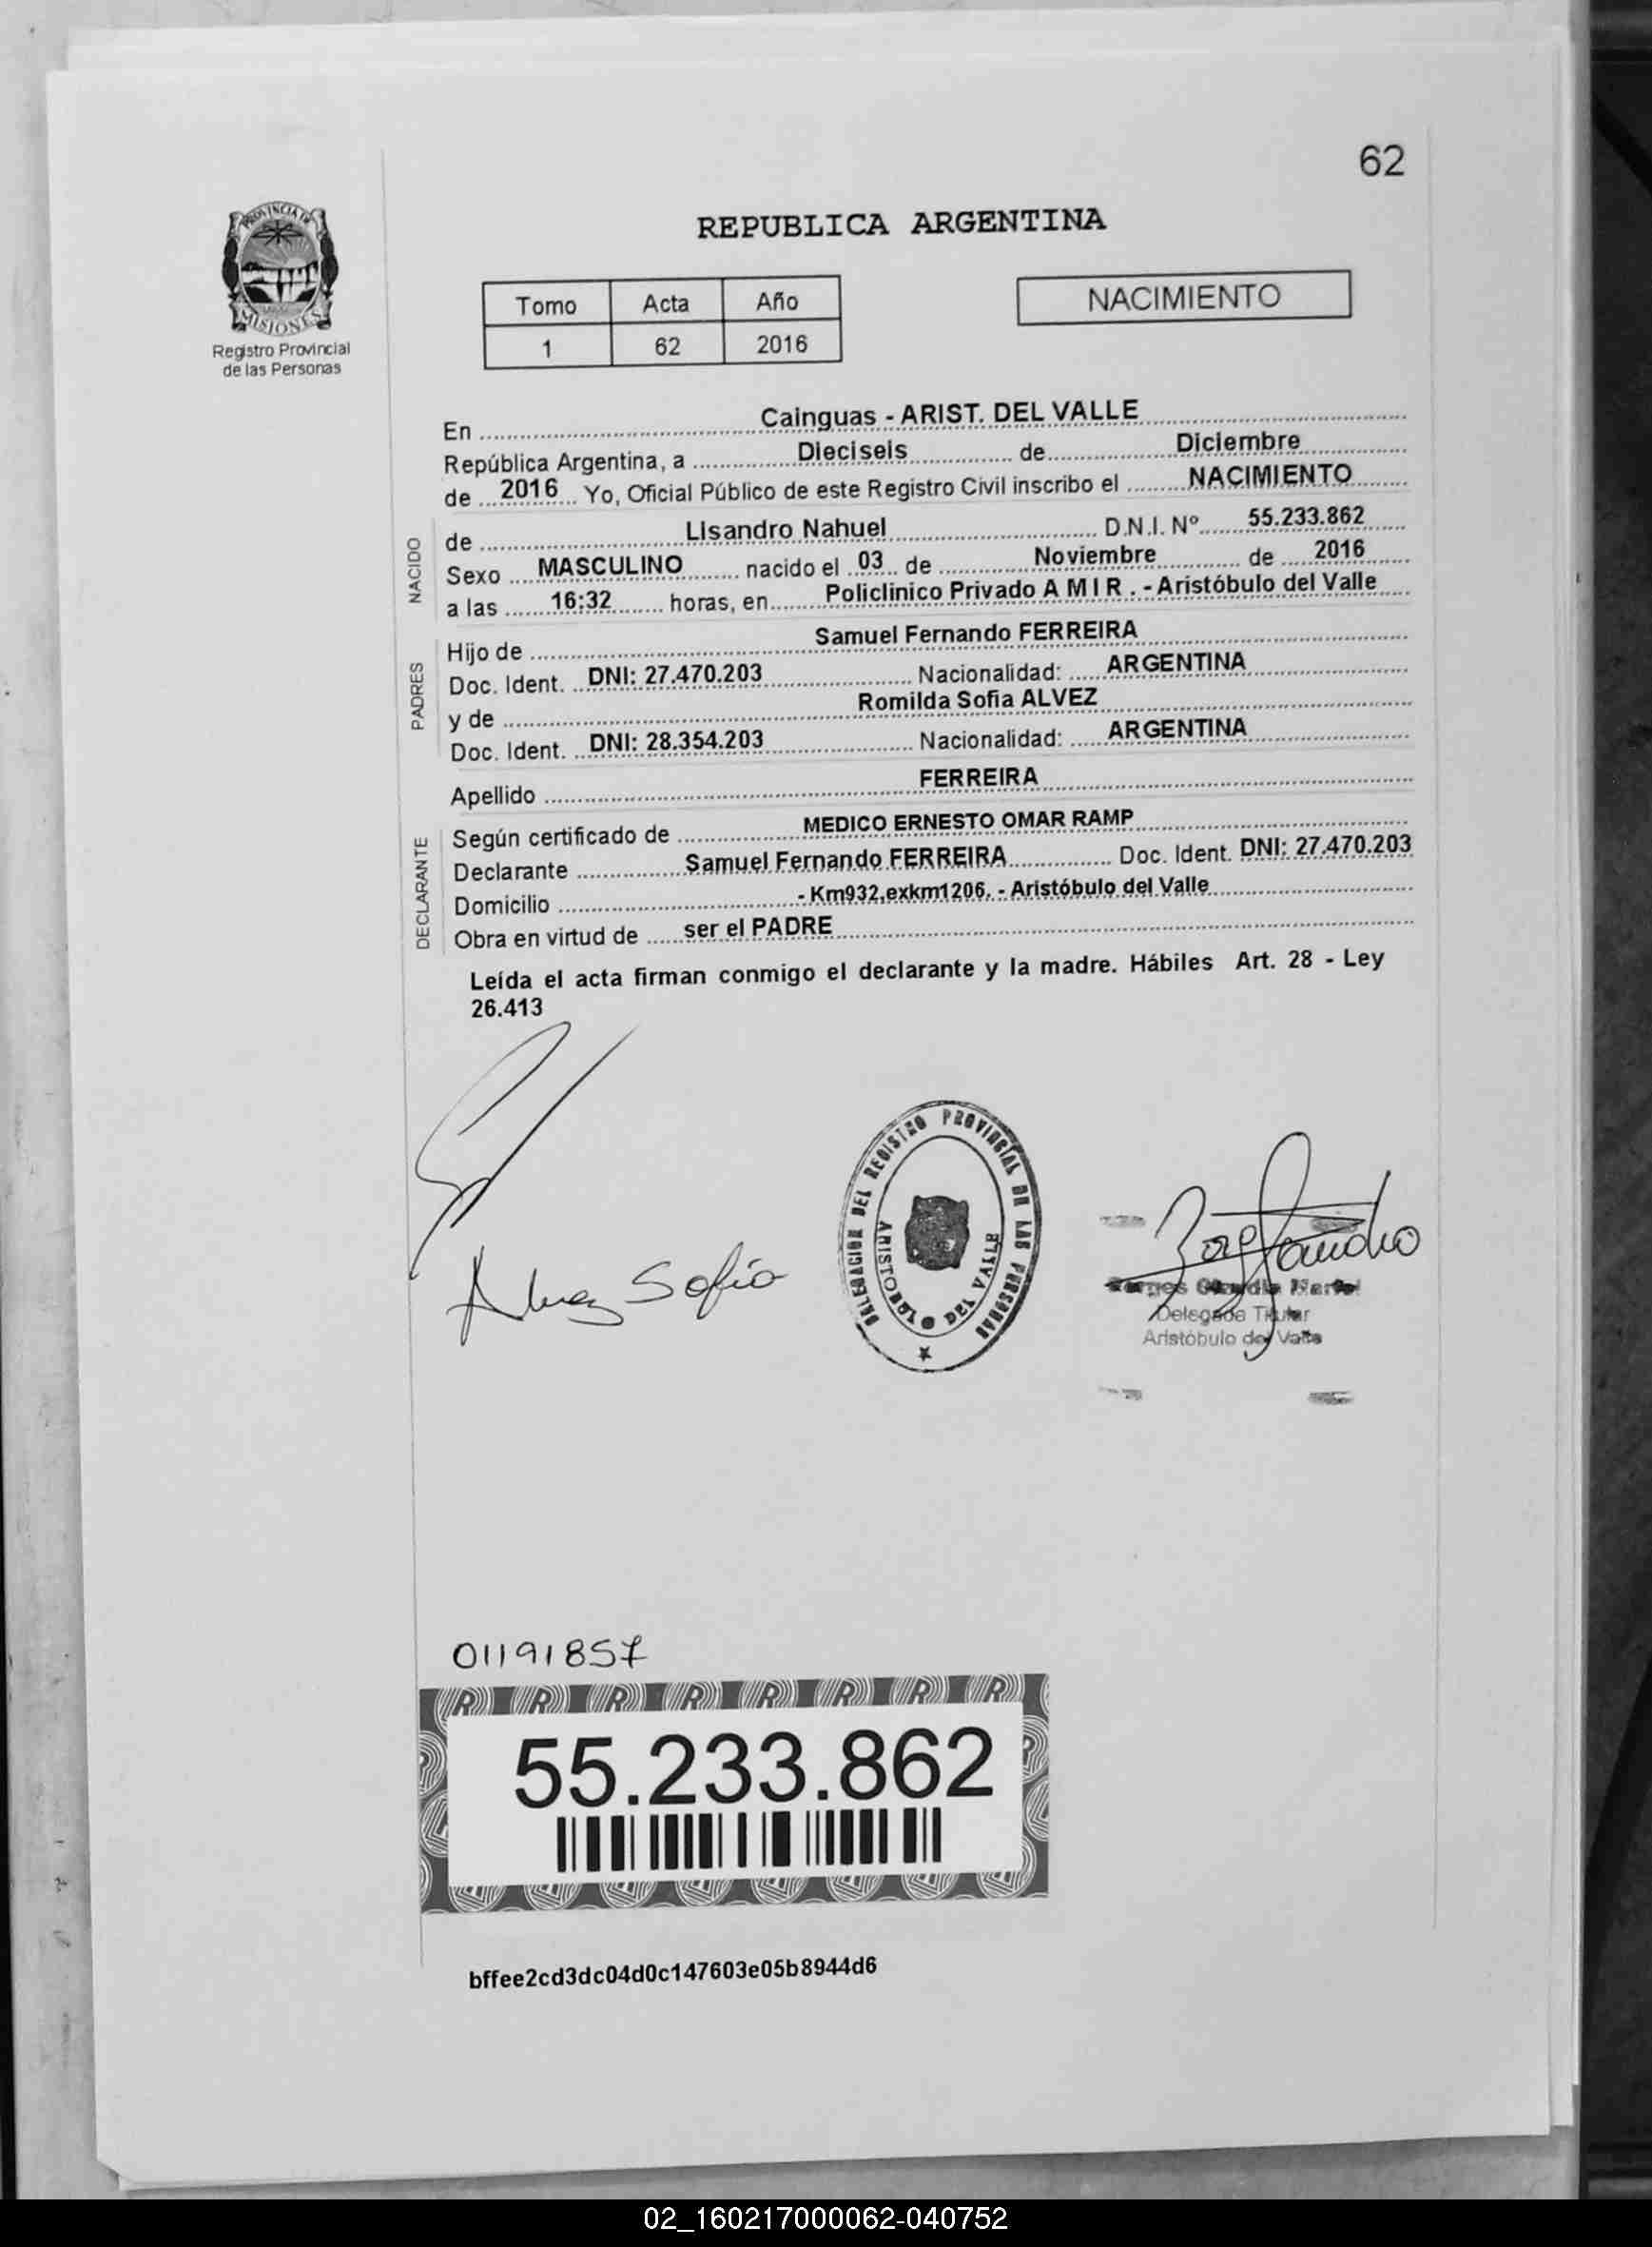 62
PROVINCIA DE
MISIONES
Registro Provincial
de las Personas
REPUBLICA ARGENTINA
Tomo Acta Año
1 62 2016
NACIMIENTO
En Cainguas - ARIST. DEL VALLE
República Argentina, a Dieciseis de Diciembre
de 2016 Yo, Oficial Público de este Registro Civil inscribo el NACIMIENTO
NACIDO
de Lisandro Nahuel D.N.I. Nº 55.233.862
Sexo MASCULINO nacido el 03 de Noviembre de 2016
a las 16:32 horas, en Policlinico Privado A M I R . - Aristóbulo del Valle
PADRES
Hijo de Samuel Fernando FERREIRA
Doc. Ident. DNI: 27.470.203 Nacionalidad: ARGENTINA
y de Romilda Sofia ALVEZ
Doc. Ident. DNI: 28.354.203 Nacionalidad: ARGENTINA
Apellido FERREIRA
DECLARANTE
Según certificado de MEDICO ERNESTO OMAR RAMP
Declarante Samuel Fernando FERREIRA Doc. Ident. DNI: 27.470.203
Domicilio - Km932,exkm1206. - Aristóbulo del Valle
Obra en virtud de ser el PADRE
Leída el acta firman conmigo el declarante y la madre. Hábiles Art. 28 - Ley
26.413
DELEGACION DEL REGISTRO PROVINCIAL DE LAS PERSONAS
ARISTOBULO DEL VALLE
Alvez Sofia
Delegada Titular
Aristóbulo del Valle
01191857
55.233.862
bffee2cd3dc04d0c147603e05b8944d6
02_160217000062-040752